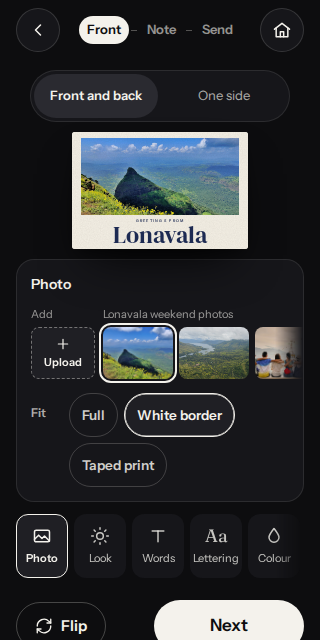 Front – Note – Send
Front and back
One side
GREETINGS FROM
Lonavala
Photo
Add
Lonavala weekend photos
Upload
Fit
Full
White border
Taped print
Photo
Look
Words
Aa
Lettering
Colour
Flip
Next